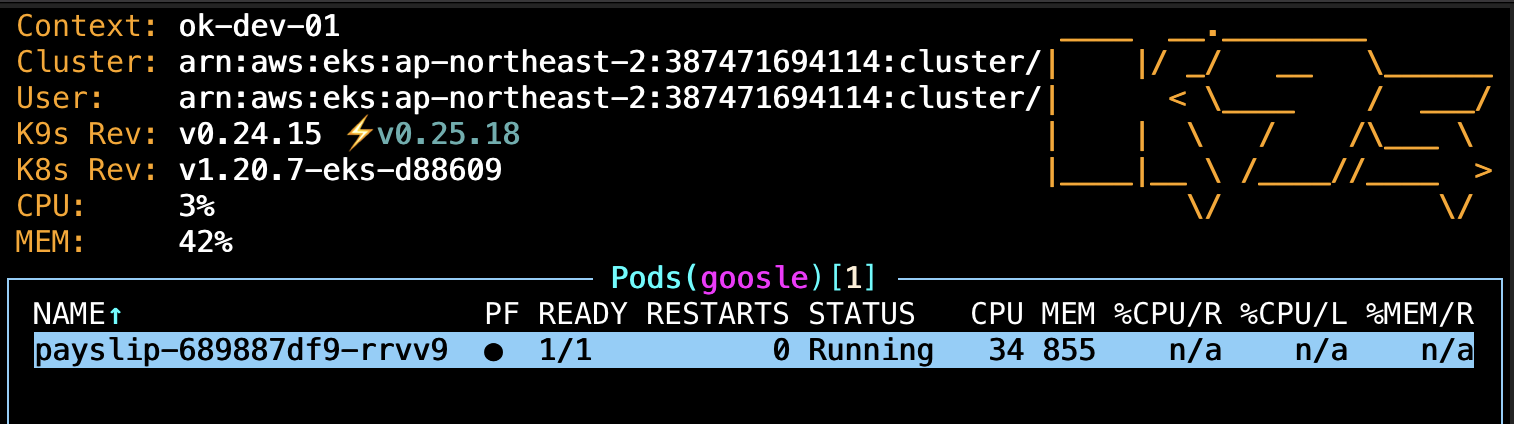 Context: ok-dev-01
Cluster: arn:aws:eks:ap-northeast-2:387471694114:cluster/
User: arn:aws:eks:ap-northeast-2:387471694114:cluster/
K9s Rev: v0.24.15 ⚡v0.25.18
K8s Rev: v1.20.7-eks-d88609
CPU: 3%
MEM: 42%
Pods(goosle)[1]
NAME↑ PF READY RESTARTS STATUS CPU MEM %CPU/R %CPU/L %MEM/R
payslip-689887df9-rrvv9 ● 1/1 0 Running 34 855 n/a n/a n/a